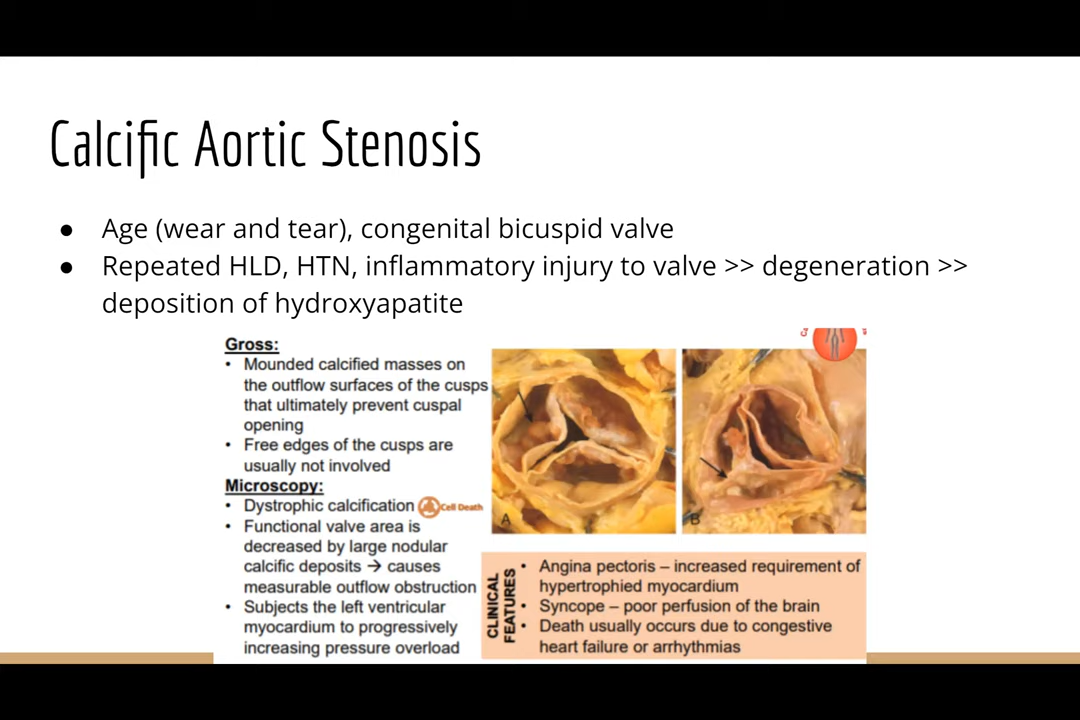 Calcific Aortic Stenosis
● Age (wear and tear), congenital bicuspid valve
● Repeated HLD, HTN, inflammatory injury to valve >> degeneration >>
deposition of hydroxyapatite
Gross:
• Mounded calcified masses on
the outflow surfaces of the cusps
that ultimately prevent cuspal
opening
• Free edges of the cusps are
usually not involved
Microscopy:
• Dystrophic calcification Cell Death
• Functional valve area is
decreased by large nodular
calcific deposits → causes
measurable outflow obstruction
• Subjects the left ventricular
myocardium to progressively
increasing pressure overload
A
B
CLINICAL
FEATURES
• Angina pectoris – increased requirement of
hypertrophied myocardium
• Syncope – poor perfusion of the brain
• Death usually occurs due to congestive
heart failure or arrhythmias